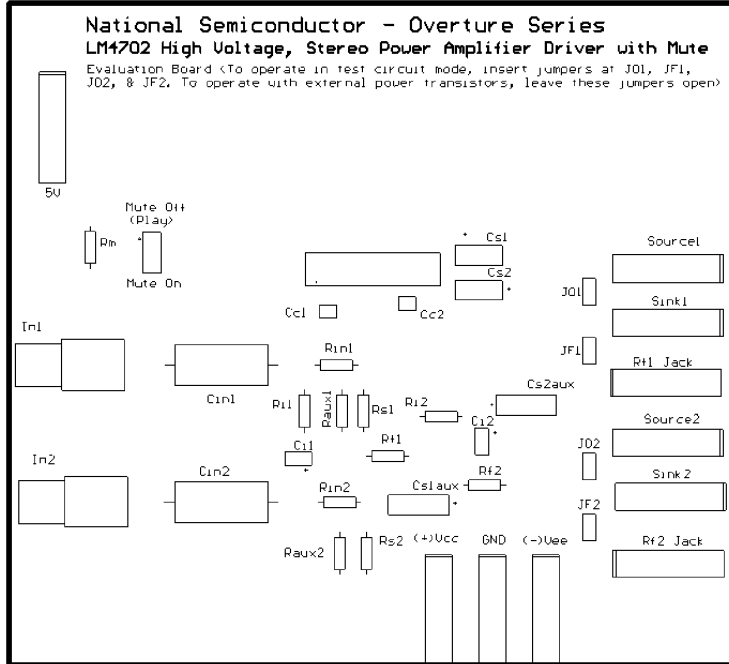 National Semiconductor - Overture Series
LM4702 High Voltage, Stereo Power Amplifier Driver with Mute
Evaluation Board (To operate in test circuit mode, insert jumpers at JO1, JF1,
JO2, & JF2. To operate with external power transistors, leave these jumpers open)
5V
Mute Off
(Play)
Rm
Mute On
Cs1
Cs2
Source1
JO1
Sink1
Cc1
Cc2
In1
Rin1
JF1
Rf1 Jack
Cin1
Ri1
Raux1
Rs1
Ri2
Cs2aux
Ci2
Source2
Ci1
Rf1
JO2
In2
Cin2
Rin2
Cs1aux
Rf2
Sink2
JF2
Raux2
Rs2
(+)Vcc
GND
(-)Vee
Rf2 Jack